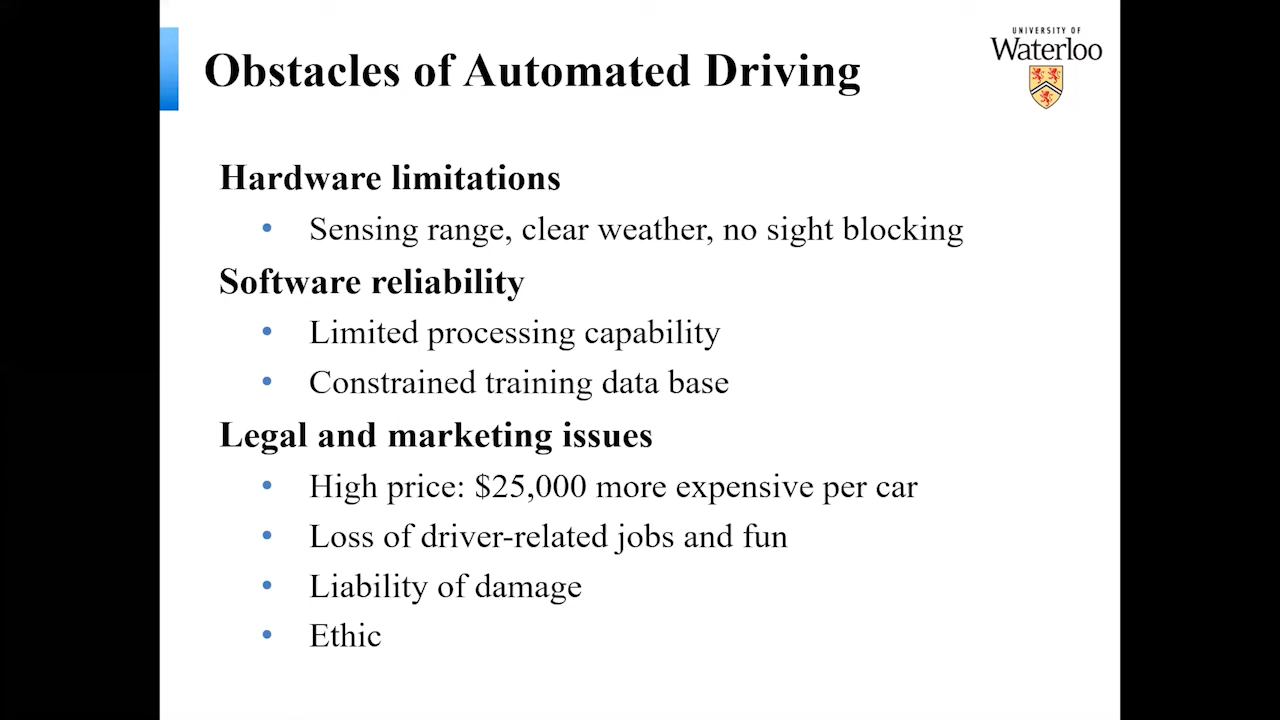 Obstacles of Automated Driving
UNIVERSITY OF
Waterloo
Hardware limitations
• Sensing range, clear weather, no sight blocking
Software reliability
• Limited processing capability
• Constrained training data base
Legal and marketing issues
• High price: $25,000 more expensive per car
• Loss of driver-related jobs and fun
• Liability of damage
• Ethic